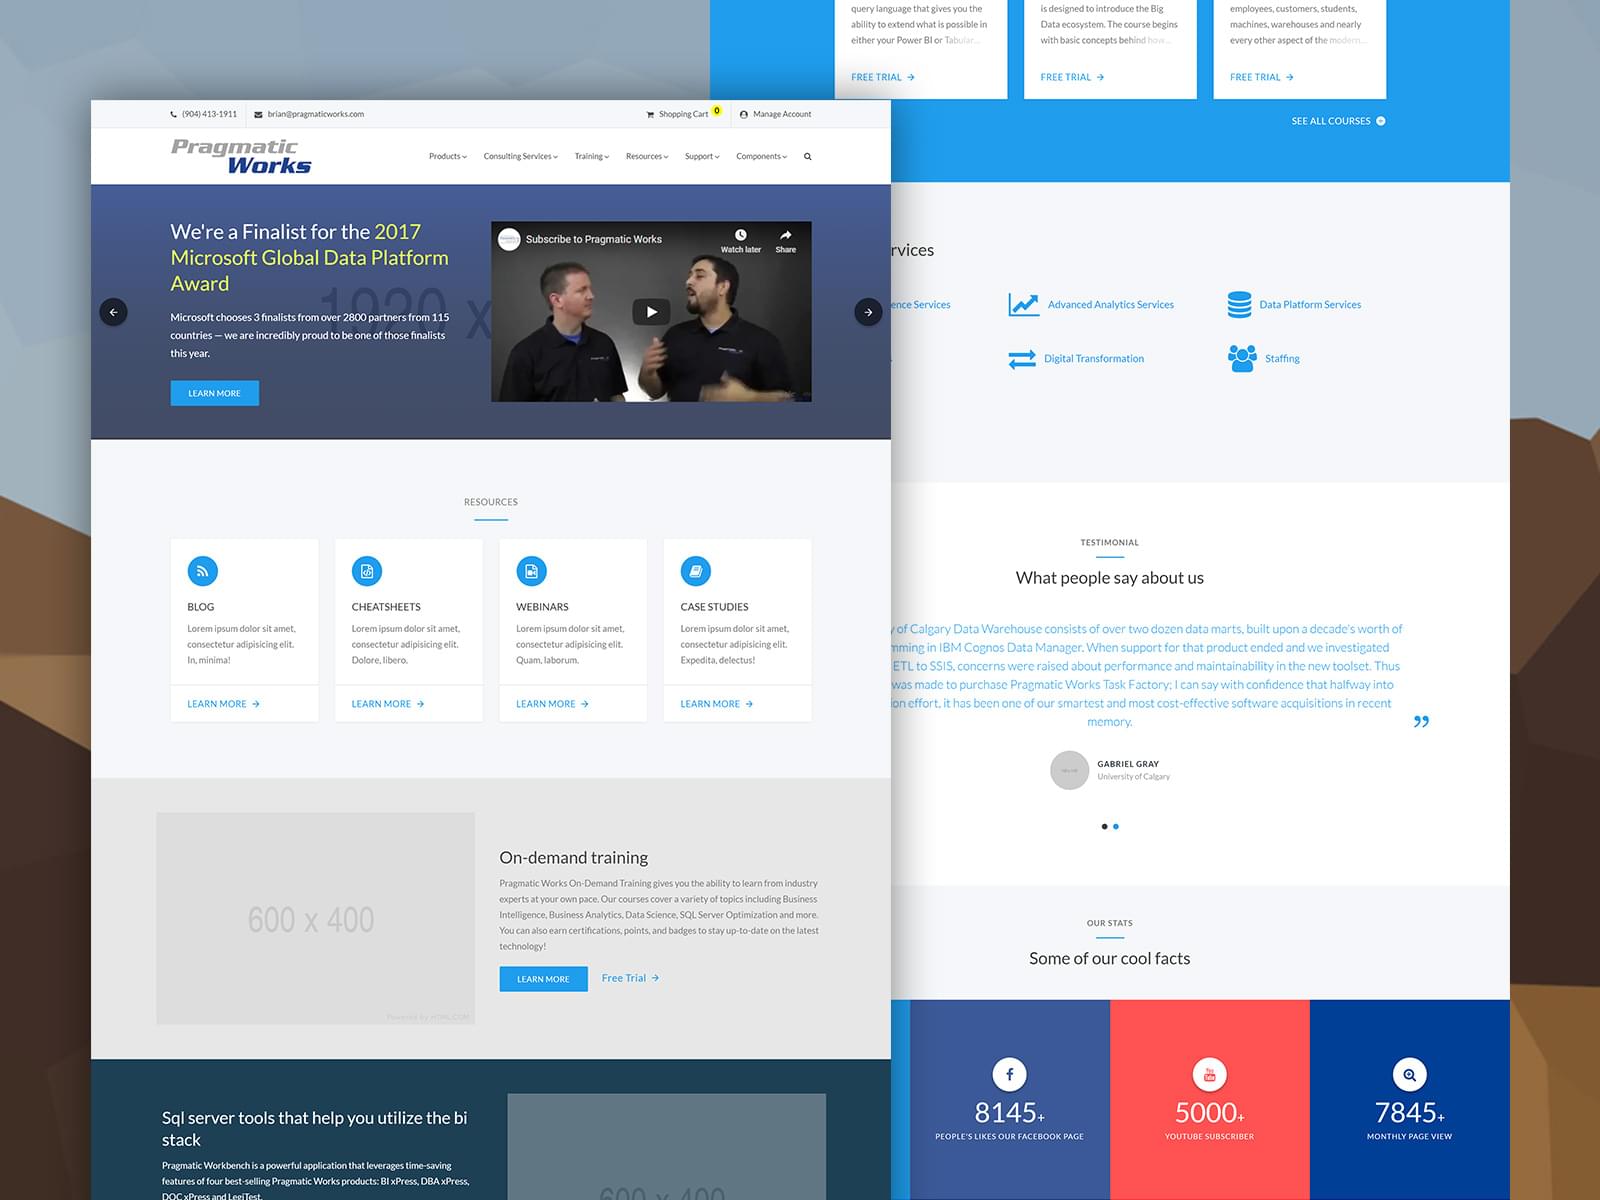 (904) 413-1911
brian@pragmaticworks.com
Shopping Cart 0
Manage Account
Pragmatic
Works
Products
Consulting Services
Training
Resources
Support
Components
We're a Finalist for the 2017
Microsoft Global Data Platform
Award
1920 x
Microsoft chooses 3 finalists from over 2800 partners from 115
countries — we are incredibly proud to be one of those finalists
this year.
LEARN MORE
Subscribe to Pragmatic Works
Watch later
Share
RESOURCES
BLOG
Lorem ipsum dolor sit amet,
consectetur adipisicing elit.
In, minima!
LEARN MORE
CHEATSHEETS
Lorem ipsum dolor sit amet,
consectetur adipisicing elit.
Dolore, libero.
LEARN MORE
WEBINARS
Lorem ipsum dolor sit amet,
consectetur adipisicing elit.
Quam, laborum.
LEARN MORE
CASE STUDIES
Lorem ipsum dolor sit amet,
consectetur adipisicing elit.
Expedita, delectus!
LEARN MORE
600 x 400
Powered by HTML.COM
On-demand training
Pragmatic Works On-Demand Training gives you the ability to learn from industry
experts at your own pace. Our courses cover a variety of topics including Business
Intelligence, Business Analytics, Data Science, SQL Server Optimization and more.
You can also earn certifications, points, and badges to stay up-to-date on the latest
technology!
LEARN MORE
Free Trial
Sql server tools that help you utilize the bi
stack
Pragmatic Workbench is a powerful application that leverages time-saving
features of four best-selling Pragmatic Works products: BI xPress, DBA xPress,
DOC xPress and LegiTest.
600 x 400
query language that gives you the
ability to extend what is possible in
either your Power BI or Tabular...
FREE TRIAL
is designed to introduce the Big
Data ecosystem. The course begins
with basic concepts behind how...
FREE TRIAL
employees, customers, students,
machines, warehouses and nearly
every other aspect of the modern...
FREE TRIAL
SEE ALL COURSES
rvices
ence Services
Advanced Analytics Services
Data Platform Services
Digital Transformation
Staffing
TESTIMONIAL
What people say about us
y of Calgary Data Warehouse consists of over two dozen data marts, built upon a decade's worth of
mming in IBM Cognos Data Manager. When support for that product ended and we investigated
ETL to SSIS, concerns were raised about performance and maintainability in the new toolset. Thus
was made to purchase Pragmatic Works Task Factory; I can say with confidence that halfway into
on effort, it has been one of our smartest and most cost-effective software acquisitions in recent
memory.
”
GABRIEL GRAY
University of Calgary
OUR STATS
Some of our cool facts
8145+
PEOPLE'S LIKES OUR FACEBOOK PAGE
5000+
YOUTUBE SUBSCRIBER
7845+
MONTHLY PAGE VIEW